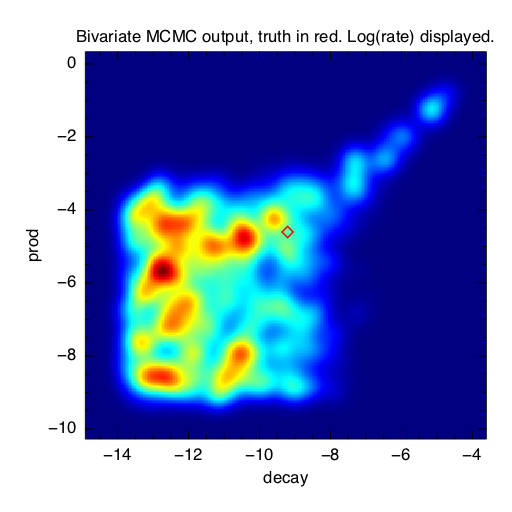 Bivariate MCMC output, truth in red. Log(rate) displayed.
0
−2
−4
−6
−8
−10
prod
−14 −12 −10 −8 −6 −4
decay